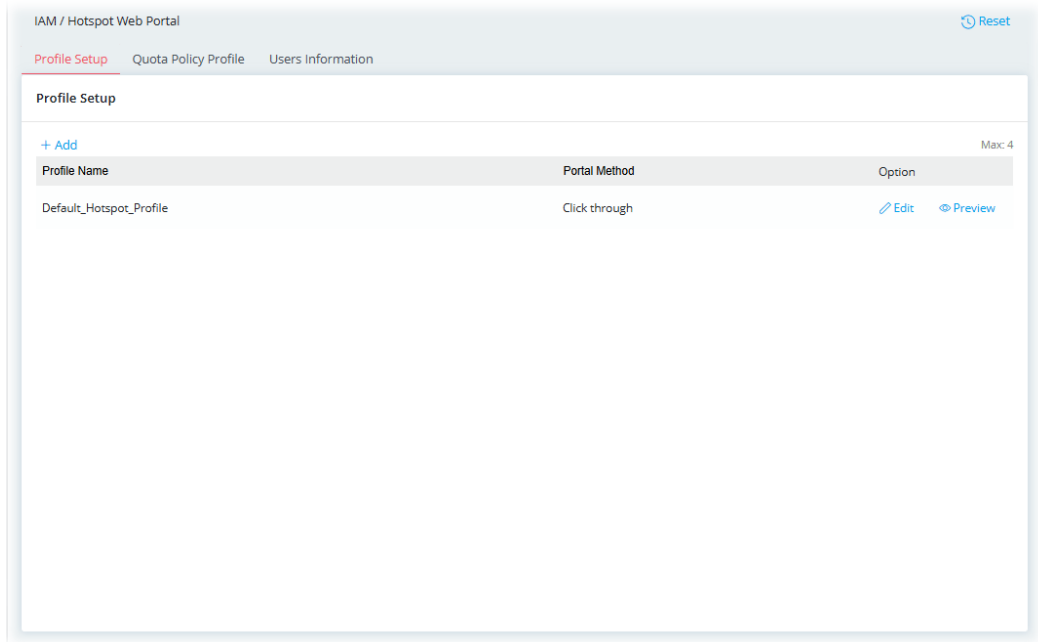 IAM / Hotspot Web Portal Reset
Profile Setup Quota Policy Profile Users Information
Profile Setup
+ Add Max: 4
Profile Name Portal Method Option
Default_Hotspot_Profile Click through Edit Preview